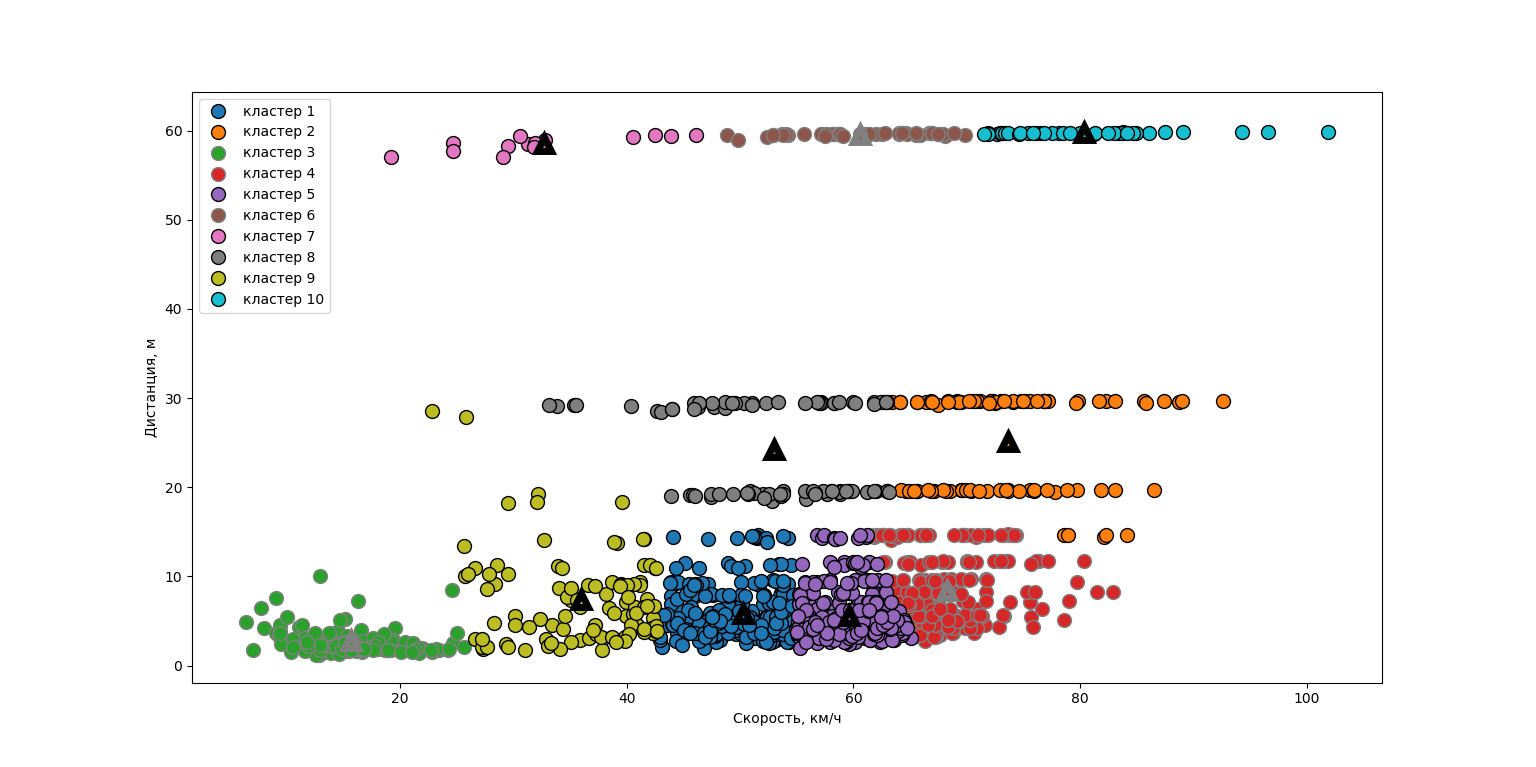 кластер 1
кластер 2
кластер 3
кластер 4
кластер 5
кластер 6
кластер 7
кластер 8
кластер 9
кластер 10
60
50
40
30
20
10
0
Дистанция, м
20 40 60 80 100
Скорость, км/ч